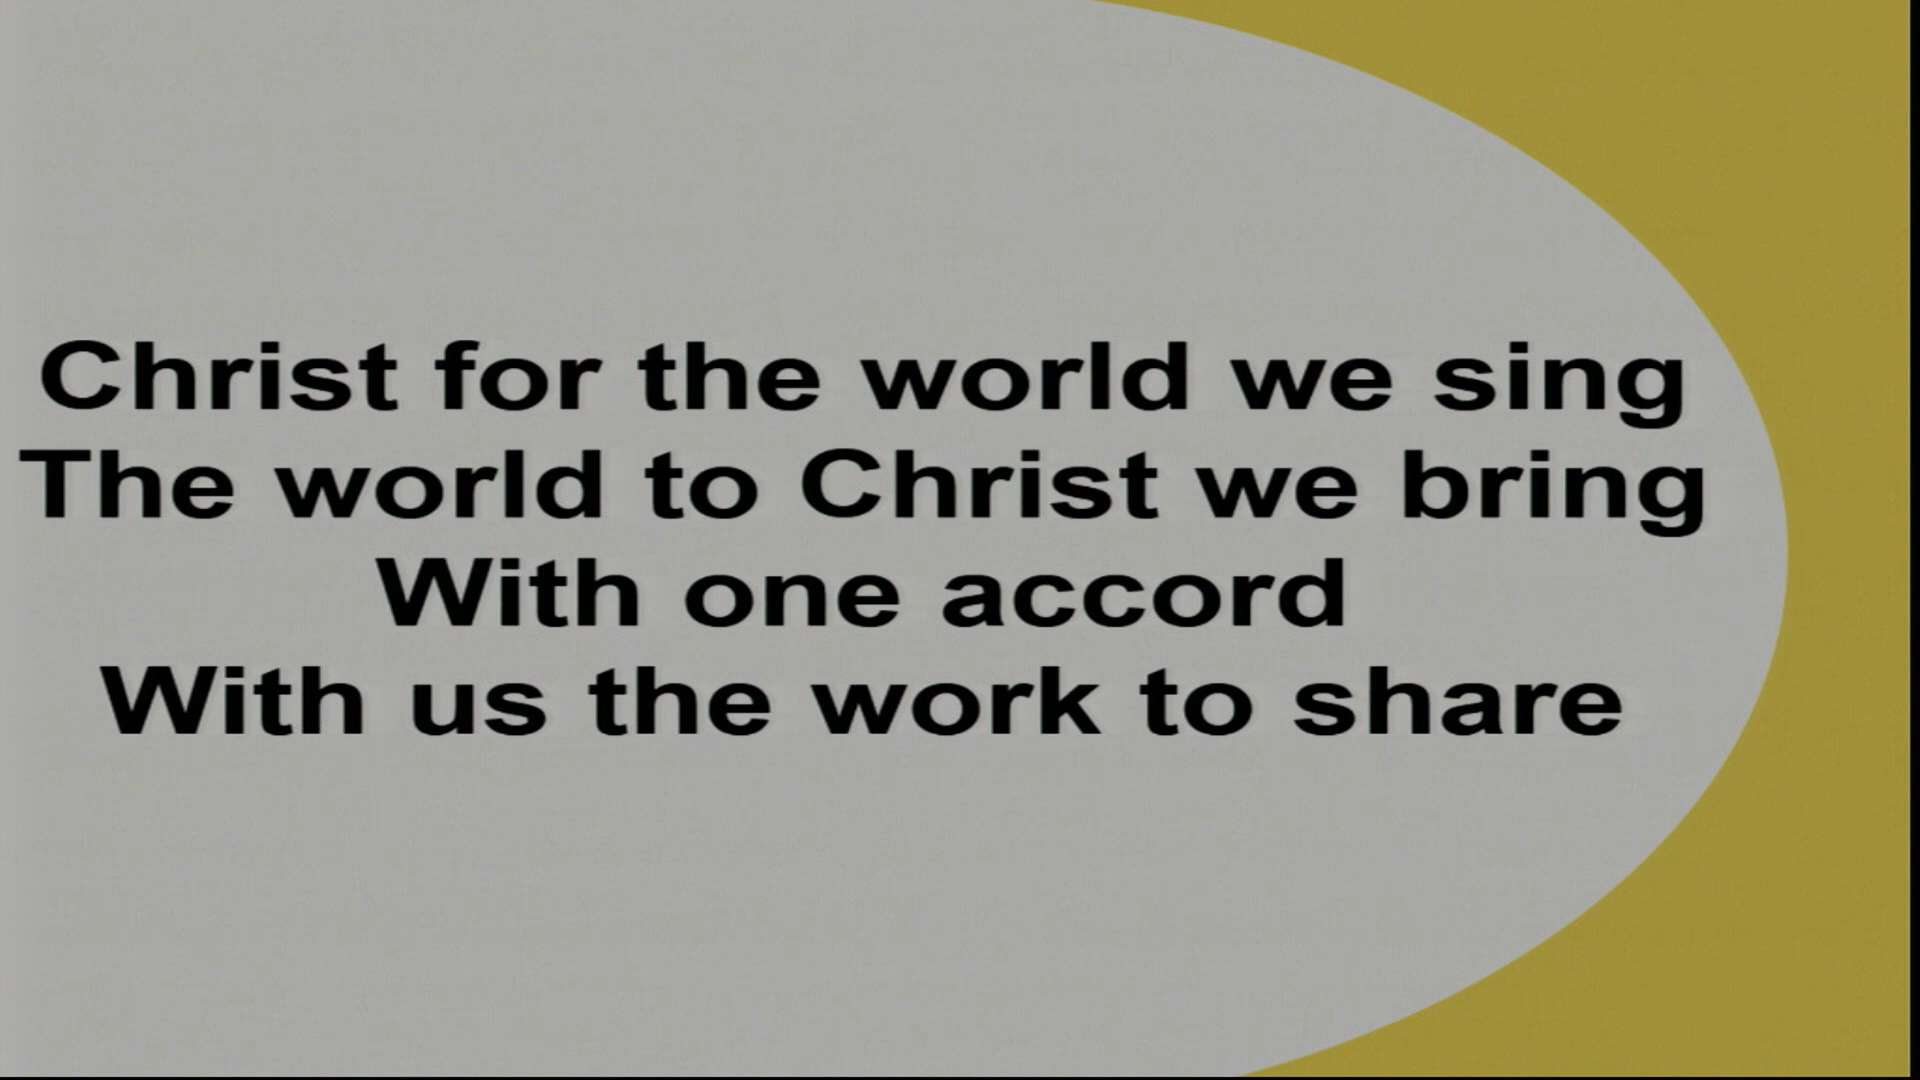 Christ for the world we sing
The world to Christ we bring
With one accord
With us the work to share